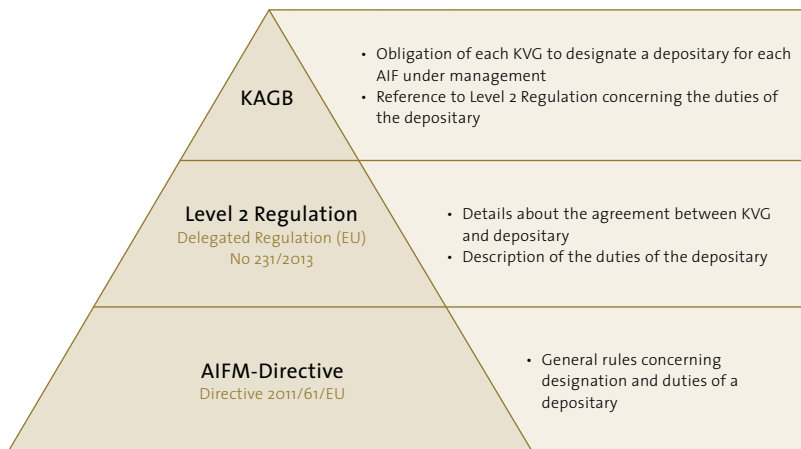 KAGB
• Obligation of each KVG to designate a depositary for each
AIF under management
• Reference to Level 2 Regulation concerning the duties of
the depositary
Level 2 Regulation
Delegated Regulation (EU)
No 231/2013
• Details about the agreement between KVG
and depositary
• Description of the duties of the depositary
AIFM-Directive
Directive 2011/61/EU
• General rules concerning
designation and duties of a
depositary